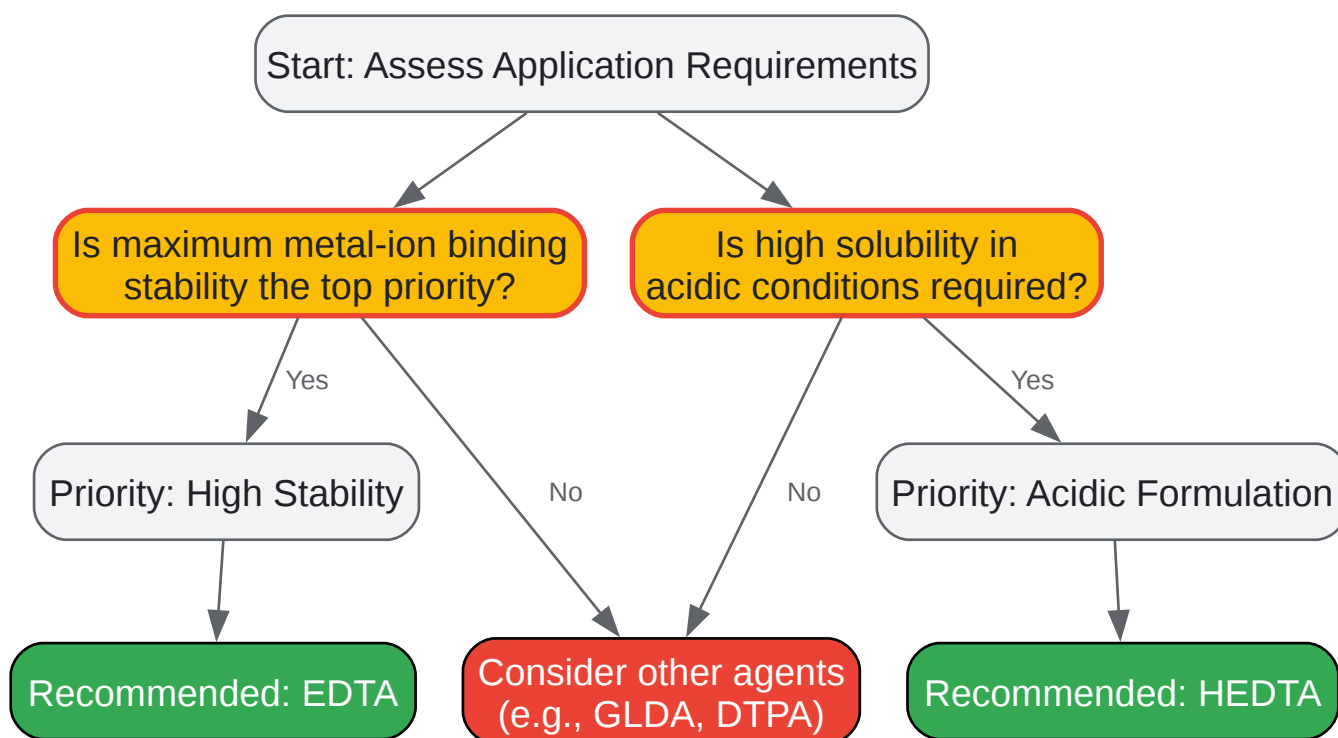 Start: Assess Application Requirements
Is maximum metal-ion binding
stability the top priority?
Is high solubility in
acidic conditions required?
Yes
Yes
Priority: High Stability
No
No
Priority: Acidic Formulation
Recommended: EDTA
Consider other agents
(e.g., GLDA, DTPA)
Recommended: HEDTA